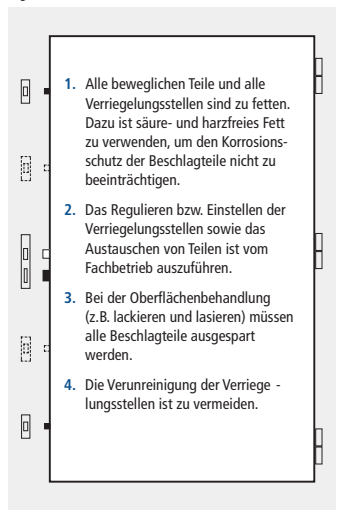 1. Alle beweglichen Teile und alle
Verriegelungsstellen sind zu fetten.
Dazu ist säure- und harzfreies Fett
zu verwenden, um den Korrosions-
schutz der Beschlagteile nicht zu
beeinträchtigen.
2. Das Regulieren bzw. Einstellen der
Verriegelungsstellen sowie das
Austauschen von Teilen ist vom
Fachbetrieb auszuführen.
3. Bei der Oberflächenbehandlung
(z.B. lackieren und lasieren) müssen
alle Beschlagteile ausgespart
werden.
4. Die Verunreinigung der Verriege -
lungsstellen ist zu vermeiden.